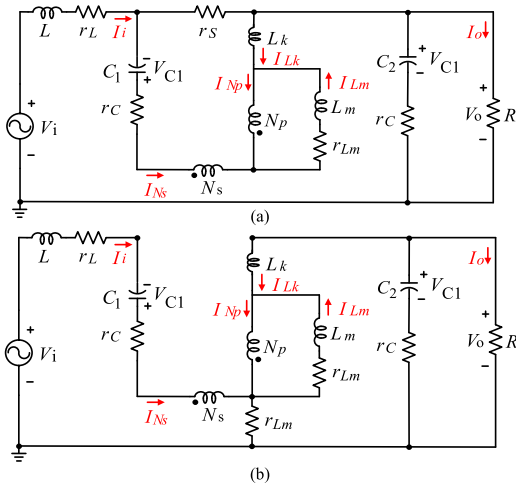 L r_L I_i r_S L_k I_Lk I_o
C_1 V_C1 C_2 V_C1
I_Np I_Lm
r_C N_p L_m r_C V_o R
V_i r_Lm
I_Ns N_s
(a)
L r_L I_i L_k I_Lk I_o
C_1 V_C1 C_2 V_C1
I_Np I_Lm
r_C N_p L_m r_C V_o R
V_i r_Lm
I_Ns N_s
r_Lm
(b)